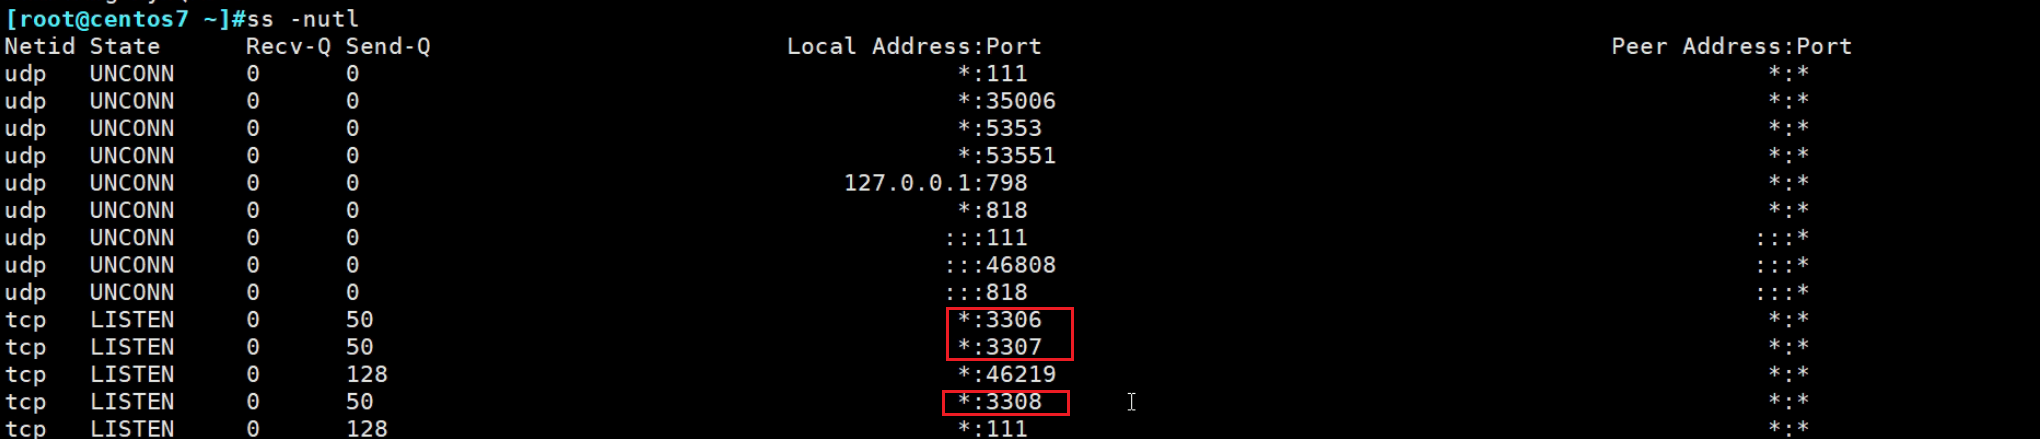 [root@centos7 ~]#ss -nutl
Netid State Recv-Q Send-Q Local Address:Port Peer Address:Port
udp UNCONN 0 0 *:111 *:*
udp UNCONN 0 0 *:35006 *:*
udp UNCONN 0 0 *:5353 *:*
udp UNCONN 0 0 *:53551 *:*
udp UNCONN 0 0 127.0.0.1:798 *:*
udp UNCONN 0 0 *:818 *:*
udp UNCONN 0 0 :::111 :::*
udp UNCONN 0 0 :::46808 :::*
udp UNCONN 0 0 :::818 :::*
tcp LISTEN 0 50 *:3306 *:*
tcp LISTEN 0 50 *:3307 *:*
tcp LISTEN 0 128 *:46219 *:*
tcp LISTEN 0 50 *:3308 *:*
tcp LISTEN 0 128 *:111 *:*